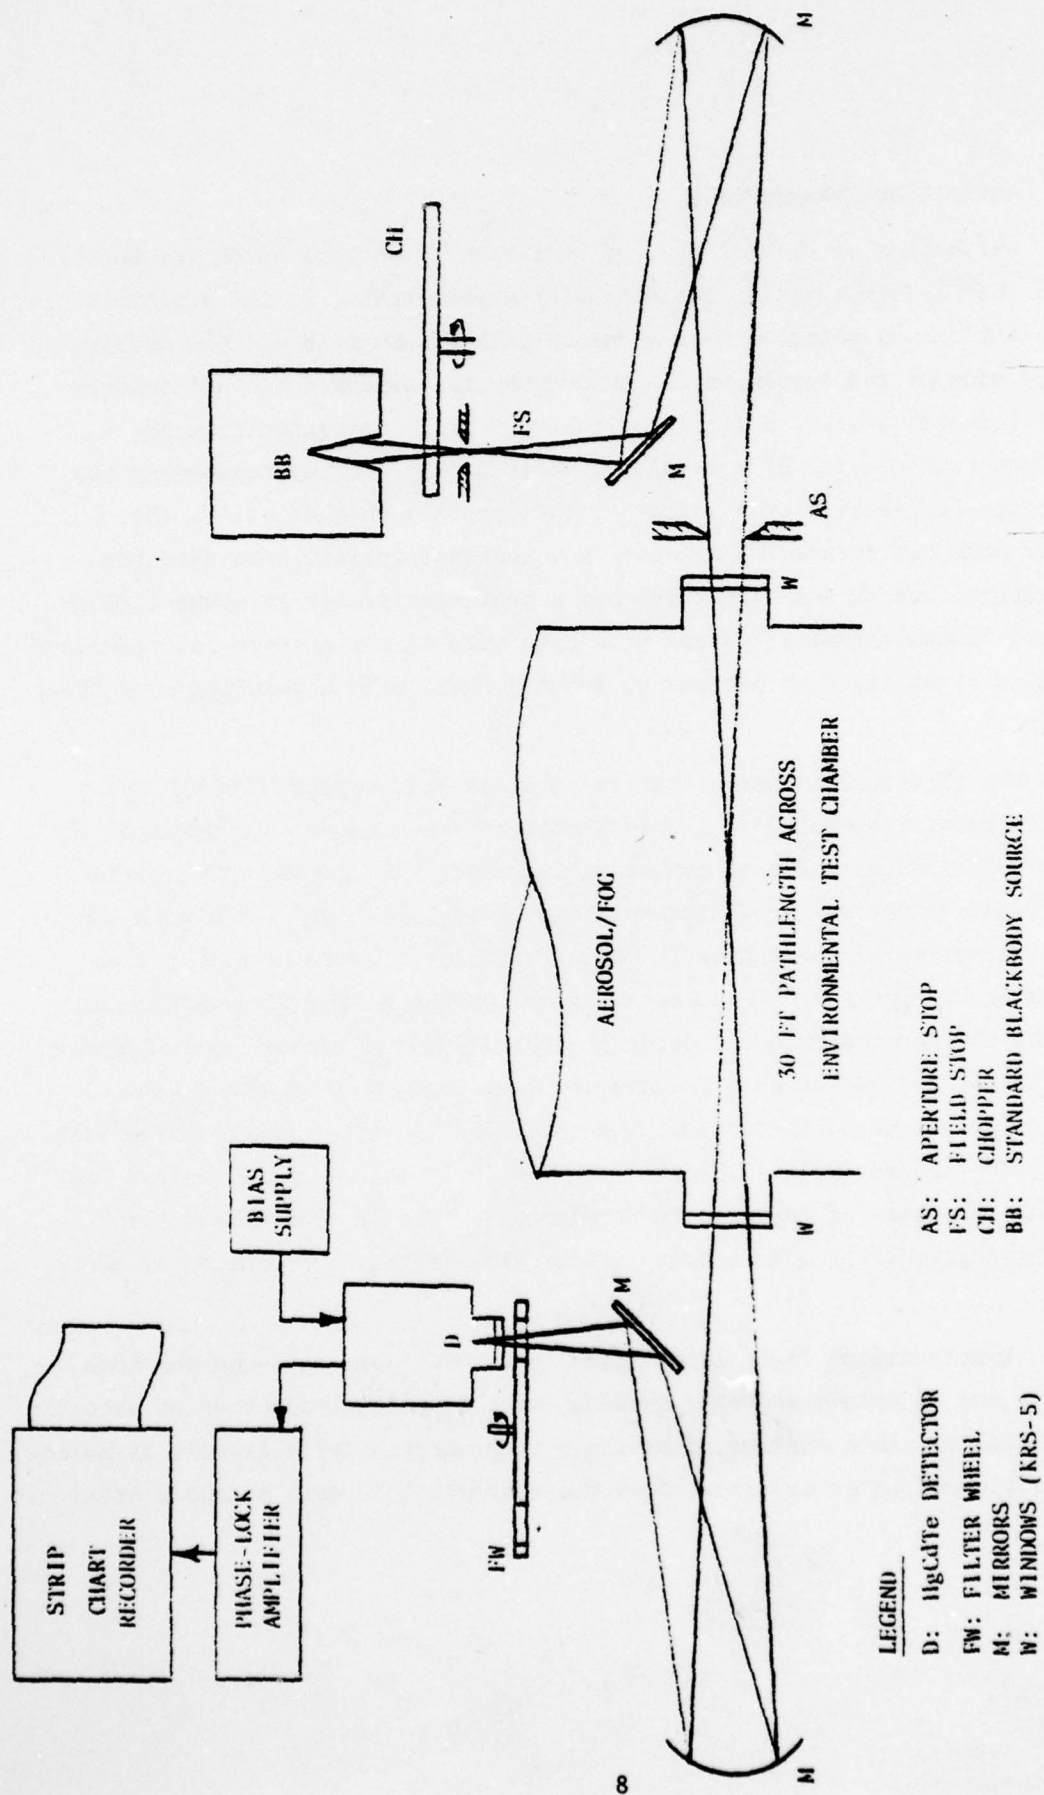 STRIP
CHART
RECORDER
PHASE-LOCK
AMPLIFIER
BIAS
SUPPLY
D
FW
M
M
W
AEROSOL/FOG
30 FT PATHLENGTH ACROSS
ENVIRONMENTAL TEST CHAMBER
BB
CH
FS
M
AS
W
M
LEGEND
D: HgCdTe DETECTOR
FW: FILTER WHEEL
M: MIRRORS
W: WINDOWS (KRS-5)
AS: APERTURE STOP
FS: FIELD STOP
CH: CHOPPER
BB: STANDARD BLACKBODY SOURCE
8